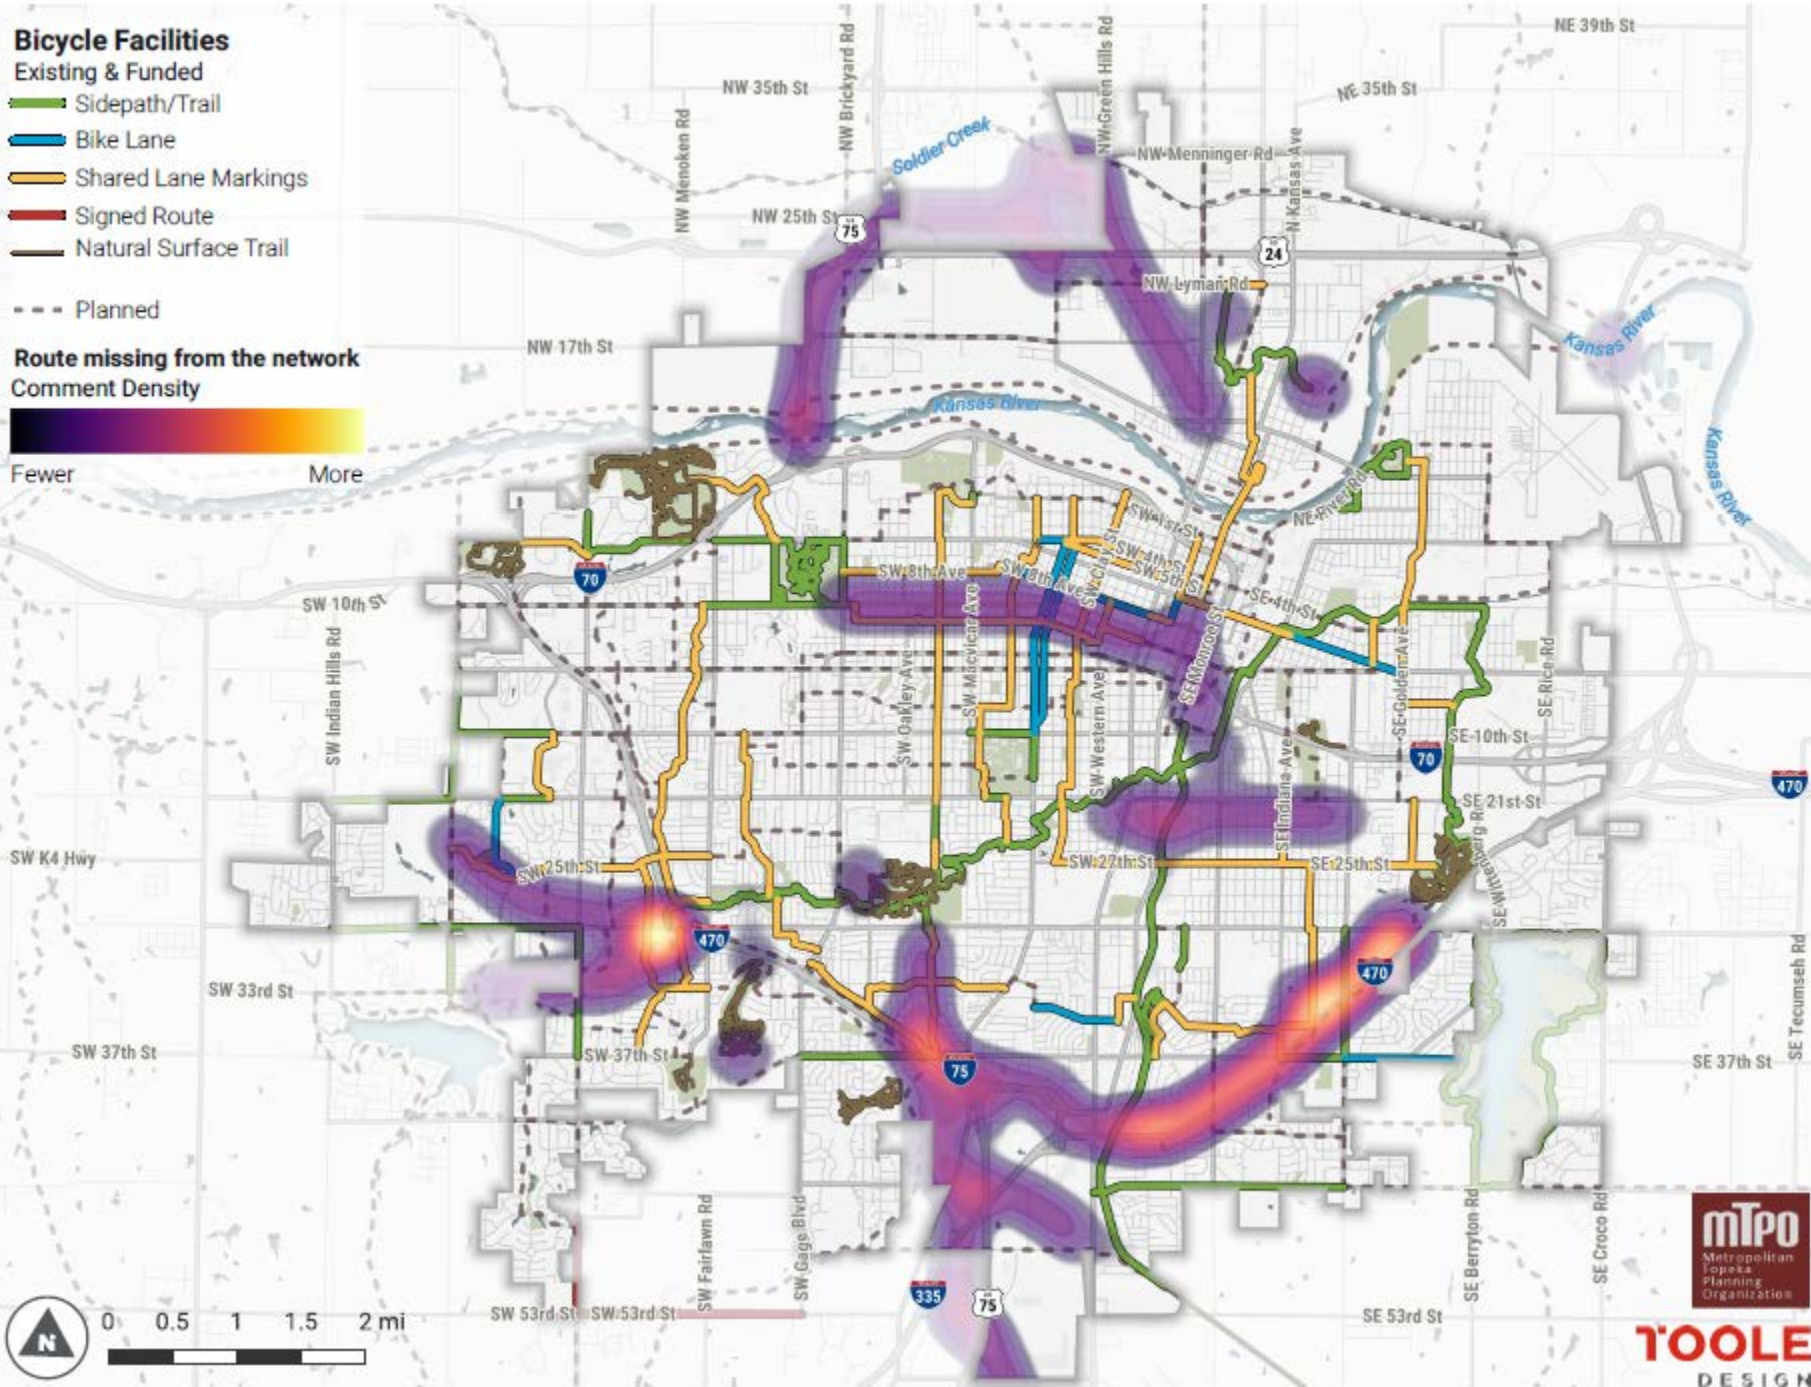 Bicycle Facilities
Existing & Funded
Sidepath/Trail
Bike Lane
Shared Lane Markings
Signed Route
Natural Surface Trail
Planned
Route missing from the network
Comment Density
Fewer
More
NE 39th St
NW 35th St
NE 35th St
NW Brickyard Rd
NW Green Hills Rd
NW Menoken Rd
Soldier Creek
NW Menninger Rd
N Kansas Ave
NW 25th St
75
24
NW Lyman Rd
NW 17th St
Kansas River
Kansas River
Kansas River
NE River Rd
SW 1st St
SW 4th St
SW 5th St
SW 8th Ave
SW 8th Ave
70
SW 10th St
SE 4th St
SW Indian Hills Rd
SW Oakley Ave
SW Mcvicar Ave
SW Western Ave
SE Monroe St
SE Golden Ave
SE Rice Rd
SE 10th St
70
470
SE Indiana Ave
SE 21st St
SW K4 Hwy
SW 25th St
SW 27th St
SE 25th St
SE Wittenberg Rd
470
470
SW 33rd St
SW 37th St
SW 37th St
75
SE 37th St
SE Tecumseh Rd
SW Fairlawn Rd
SW Gage Blvd
SE Berryton Rd
SE Croco Rd
335
75
SW 53rd St
SW 53rd St
SE 53rd St
N
0 0.5 1 1.5 2 mi
mTPO
Metropolitan
Topeka
Planning
Organization
TOOLE
DESIGN